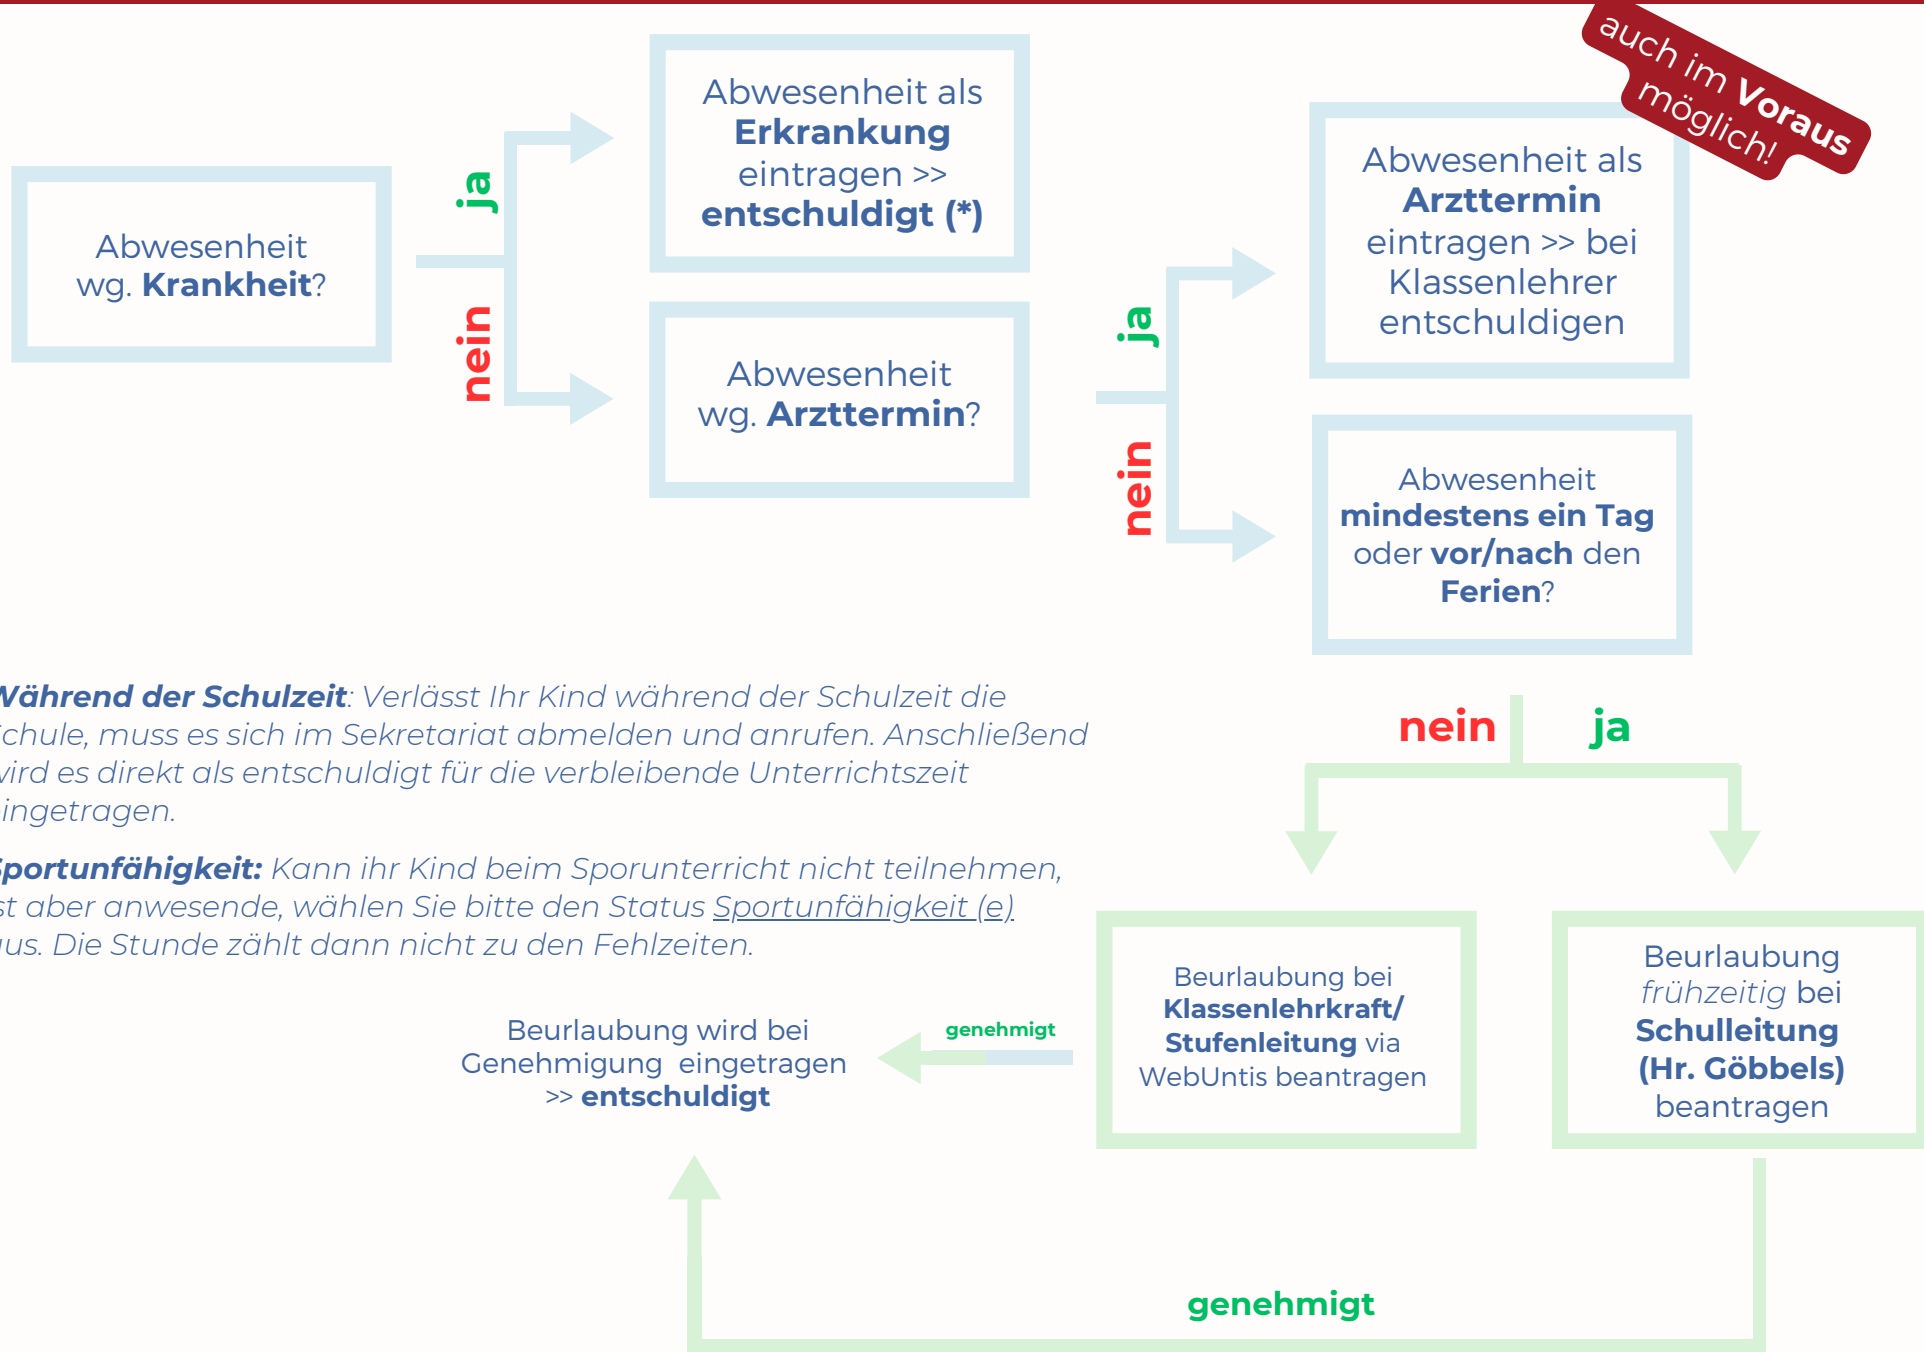 auch im Voraus
möglich!
Abwesenheit
wg. Krankheit?
ja
nein
Abwesenheit als
Erkrankung
eintragen >>
entschuldigt (*)
Abwesenheit
wg. Arzttermin?
ja
nein
Abwesenheit als
Arzttermin
eintragen >> bei
Klassenlehrer
entschuldigen
Abwesenheit
mindestens ein Tag
oder vor/nach den
Ferien?
Während der Schulzeit: Verlässt Ihr Kind während der Schulzeit die
chule, muss es sich im Sekretariat abmelden und anrufen. Anschließend
wird es direkt als entschuldigt für die verbleibende Unterrichtszeit
ingetragen.
Sportunfähigkeit: Kann ihr Kind beim Sporunterricht nicht teilnehmen,
st aber anwesende, wählen Sie bitte den Status Sportunfähigkeit (e)
us. Die Stunde zählt dann nicht zu den Fehlzeiten.
nein
ja
Beurlaubung bei
Klassenlehrkraft/
Stufenleitung via
WebUntis beantragen
Beurlaubung
frühzeitig bei
Schulleitung
(Hr. Göbbels)
beantragen
genehmigt
Beurlaubung wird bei
Genehmigung eingetragen
>> entschuldigt
genehmigt